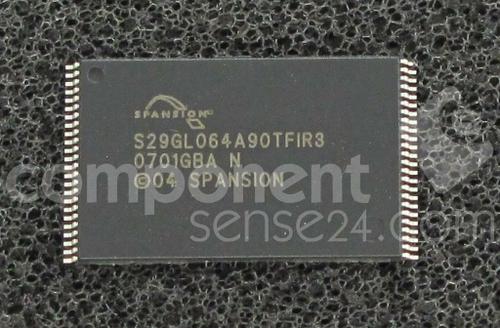 SPANSION
S29GL064A90TFIR3
0701GBA N
©04 SPANSION
component
sense24.com